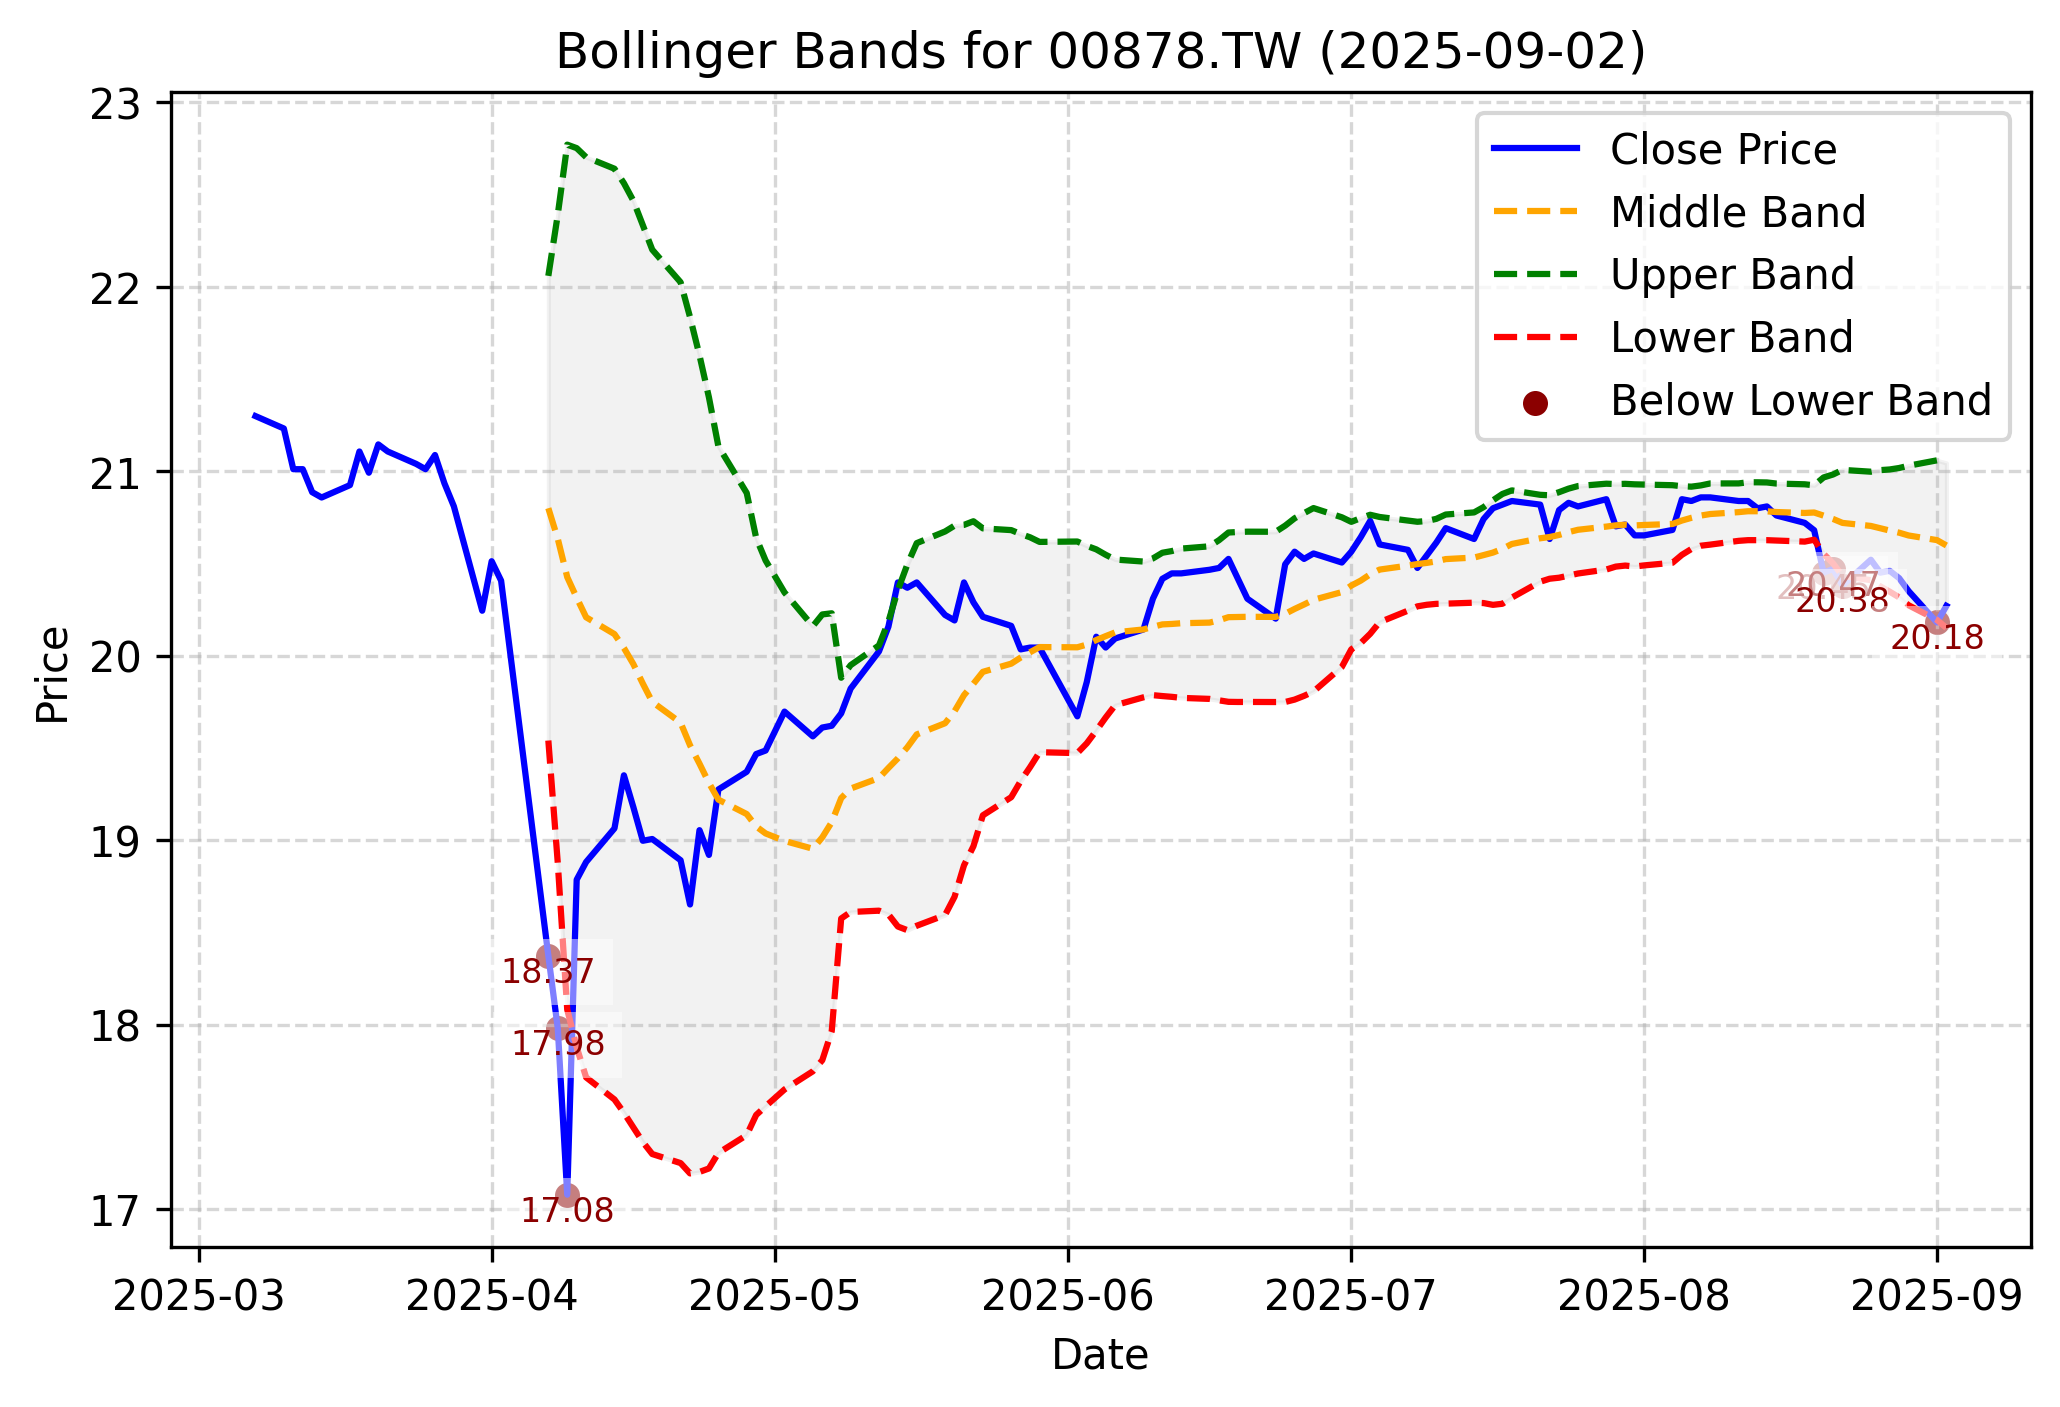 Bollinger Bands for 00878.TW (2025-09-02)
Close Price
Middle Band
Upper Band
Lower Band
Below Lower Band
Price
23
22
21
20
19
18
17
18.37
17.98
17.08
20.47
20.38
20.18
2025-03
2025-04
2025-05
2025-06
2025-07
2025-08
2025-09
Date